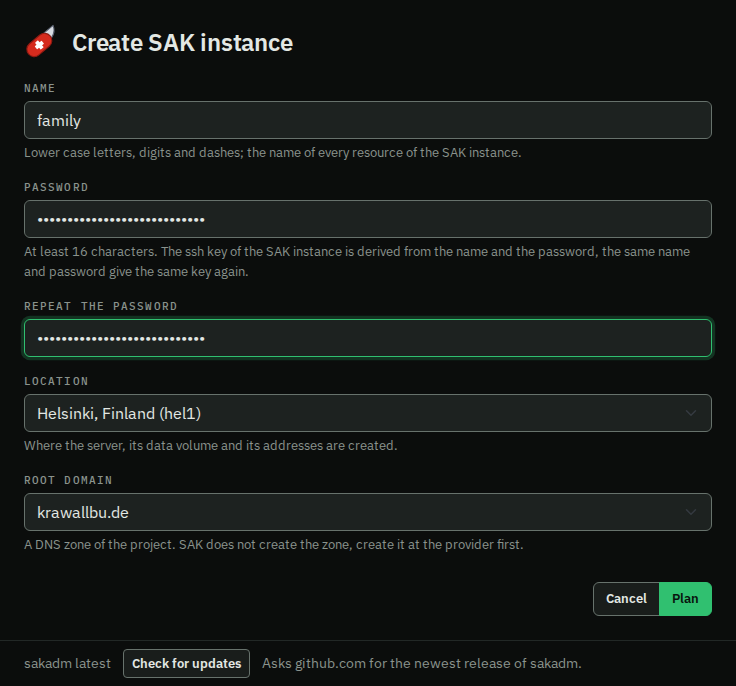 Create SAK instance
NAME
family
Lower case letters, digits and dashes; the name of every resource of the SAK instance.
PASSWORD
••••••••••••••••••••••••••••
At least 16 characters. The ssh key of the SAK instance is derived from the name and the password, the same name
and password give the same key again.
REPEAT THE PASSWORD
••••••••••••••••••••••••••••
LOCATION
Helsinki, Finland (hel1)
Where the server, its data volume and its addresses are created.
ROOT DOMAIN
krawallbu.de
A DNS zone of the project. SAK does not create the zone, create it at the provider first.
Cancel Plan
sakadm latest Check for updates Asks github.com for the newest release of sakadm.